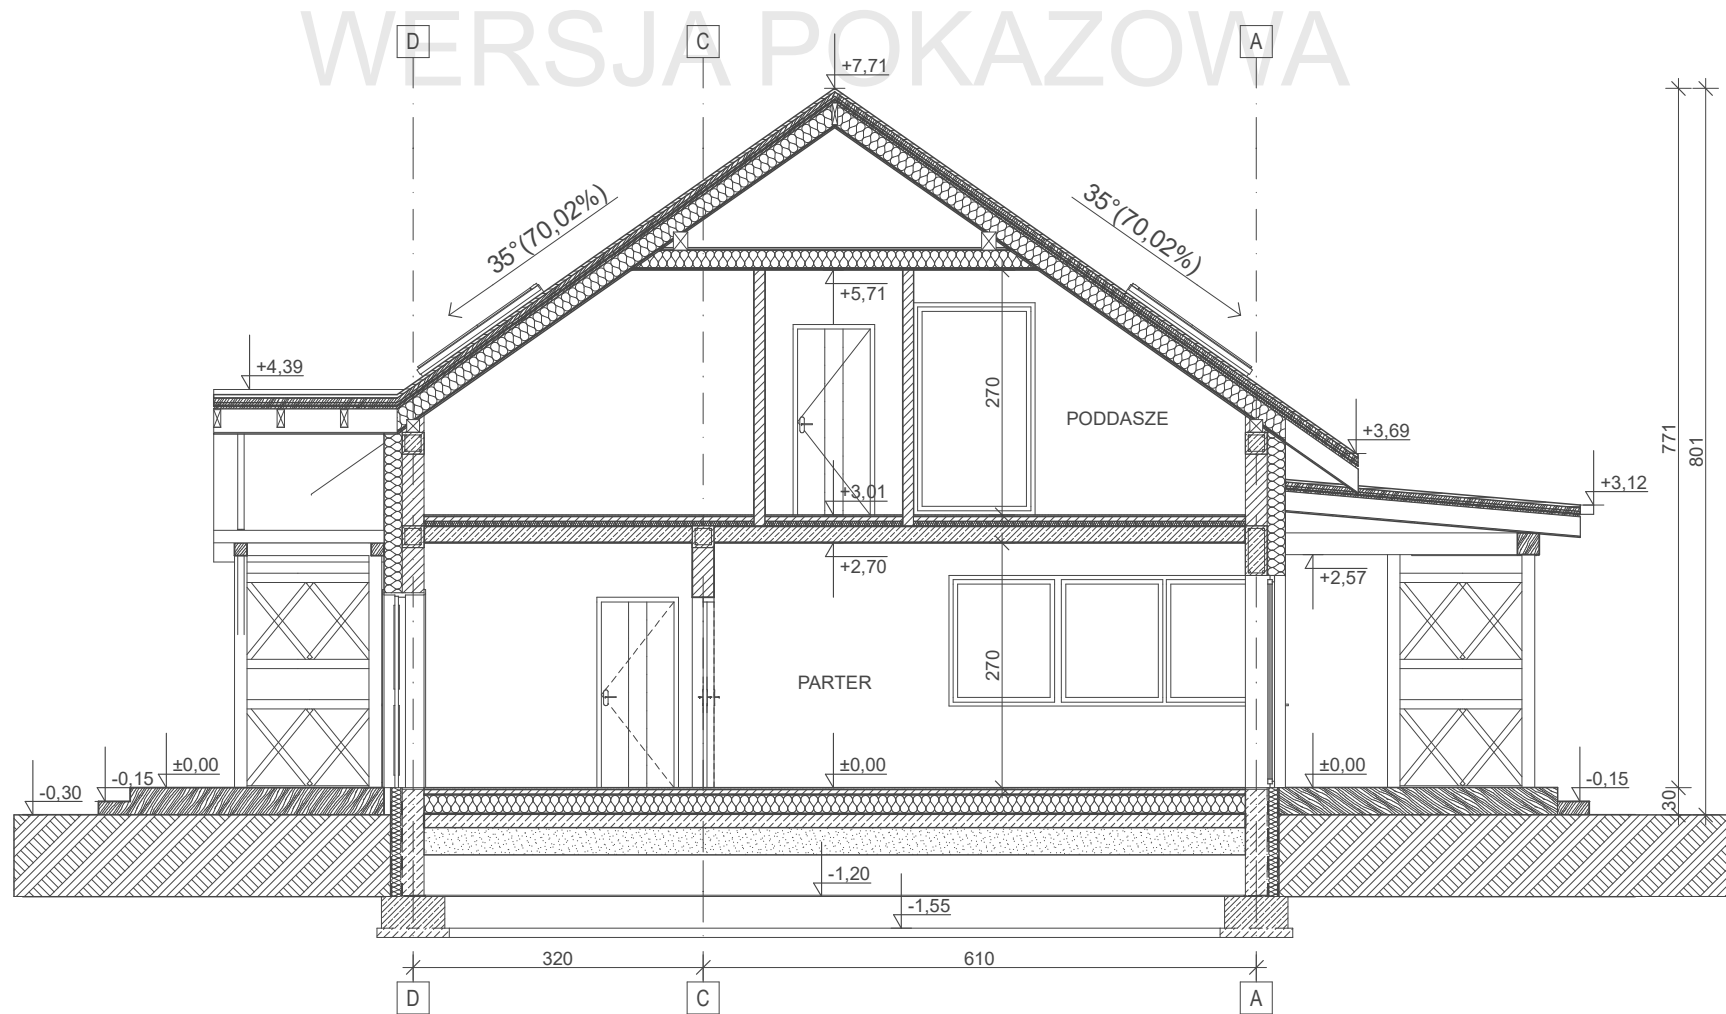 WERSJA POKAZOWA
D
C
A
+7,71
35°(70,02%)
35°(70,02%)
+5,71
+4,39
270
PODDASZE
+3,69
771
801
+3,01
+3,12
+2,70
+2,57
270
PARTER
±0,00
±0,00
±0,00
-0,15
-0,15
-0,30
30
-1,20
-1,55
320
610
D
C
A